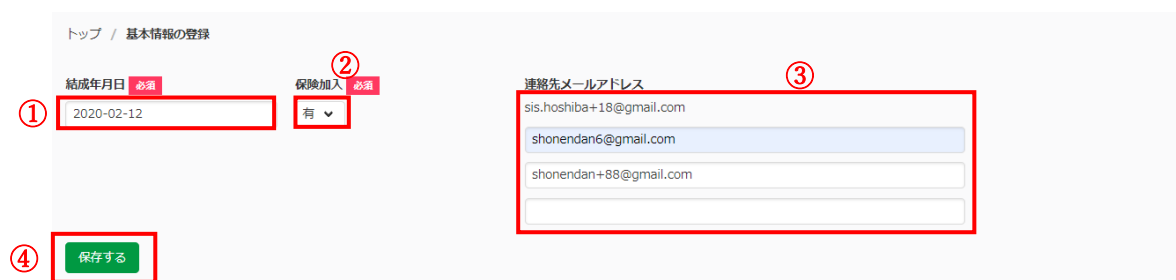 トップ / 基本情報の登録
結成年月日 必須
① 2020-02-12
保険加入 必須
② 有
連絡先メールアドレス
③
sis.hoshiba+18@gmail.com
shonendan6@gmail.com
shonendan+88@gmail.com
④ 保存する